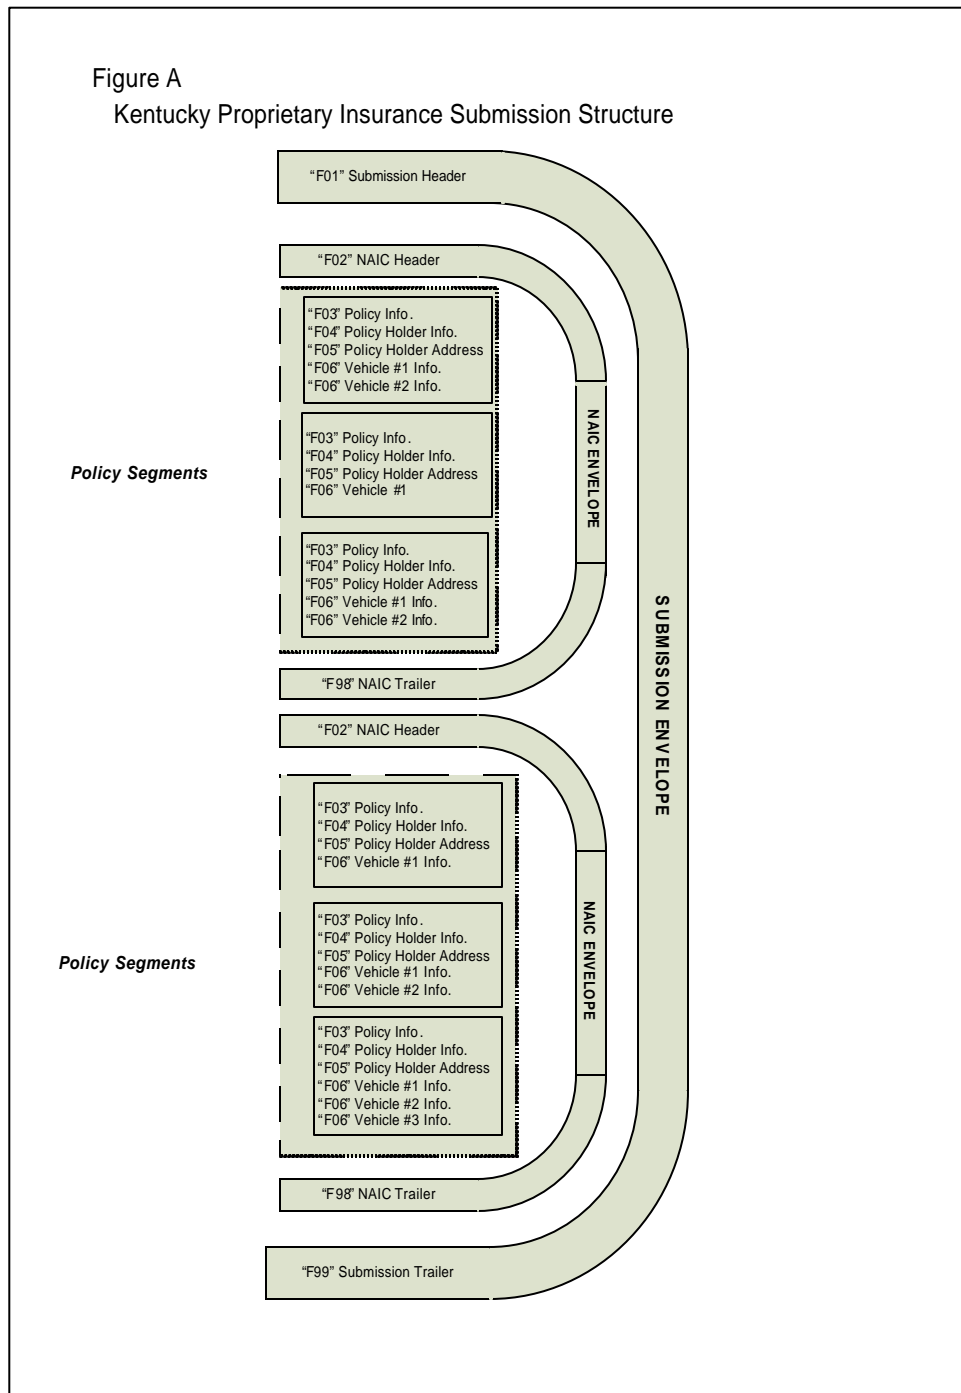 Figure A
Kentucky Proprietary Insurance Submission Structure
“F01” Submission Header
“F02” NAIC Header
“F03” Policy Info.
“F04” Policy Holder Info.
“F05” Policy Holder Address
“F06” Vehicle #1 Info.
“F06” Vehicle #2 Info.
Policy Segments
“F03” Policy Info.
“F04” Policy Holder Info.
“F05” Policy Holder Address
“F06” Vehicle #1
“F03” Policy Info.
“F04” Policy Holder Info.
“F05” Policy Holder Address
“F06” Vehicle #1 Info.
“F06” Vehicle #2 Info.
NAIC ENVELOPE
“F98” NAIC Trailer
“F02” NAIC Header
SUBMISSION ENVELOPE
“F03” Policy Info.
“F04” Policy Holder Info.
“F05” Policy Holder Address
“F06” Vehicle #1 Info.
Policy Segments
“F03” Policy Info.
“F04” Policy Holder Info.
“F05” Policy Holder Address
“F06” Vehicle #1 Info.
“F06” Vehicle #2 Info.
“F03” Policy Info.
“F04” Policy Holder Info.
“F05” Policy Holder Address
“F06” Vehicle #1 Info.
“F06” Vehicle #2 Info.
“F06” Vehicle #3 Info.
NAIC ENVELOPE
“F98” NAIC Trailer
“F99” Submission Trailer